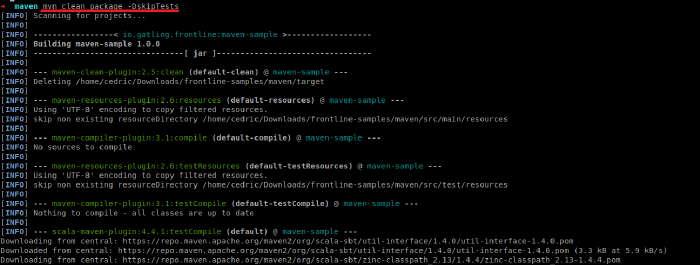 → maven mvn clean package -DskipTests
[INFO] Scanning for projects...
[INFO]
[INFO] -----------------< io.gatling.frontline:maven-sample >------------------
[INFO] Building maven-sample 1.0.0
[INFO] --------------------------------[ jar ]---------------------------------
[INFO]
[INFO] --- maven-clean-plugin:2.5:clean (default-clean) @ maven-sample ---
[INFO] Deleting /home/cedric/Downloads/frontline-samples/maven/target
[INFO]
[INFO] --- maven-resources-plugin:2.6:resources (default-resources) @ maven-sample ---
[INFO] Using 'UTF-8' encoding to copy filtered resources.
[INFO] skip non existing resourceDirectory /home/cedric/Downloads/frontline-samples/maven/src/main/resources
[INFO]
[INFO] --- maven-compiler-plugin:3.1:compile (default-compile) @ maven-sample ---
[INFO] No sources to compile
[INFO]
[INFO] --- maven-resources-plugin:2.6:testResources (default-testResources) @ maven-sample ---
[INFO] Using 'UTF-8' encoding to copy filtered resources.
[INFO] skip non existing resourceDirectory /home/cedric/Downloads/frontline-samples/maven/src/test/resources
[INFO]
[INFO] --- maven-compiler-plugin:3.1:testCompile (default-testCompile) @ maven-sample ---
[INFO] Nothing to compile - all classes are up to date
[INFO]
[INFO] --- scala-maven-plugin:4.4.1:testCompile (default) @ maven-sample ---
Downloading from central: https://repo.maven.apache.org/maven2/org/scala-sbt/util-interface/1.4.0/util-interface-1.4.0.pom
Downloaded from central: https://repo.maven.apache.org/maven2/org/scala-sbt/util-interface/1.4.0/util-interface-1.4.0.pom (3.3 kB at 5.9 kB/s)
Downloading from central: https://repo.maven.apache.org/maven2/org/scala-sbt/zinc-classpath_2.13/1.4.4/zinc-classpath_2.13-1.4.4.pom